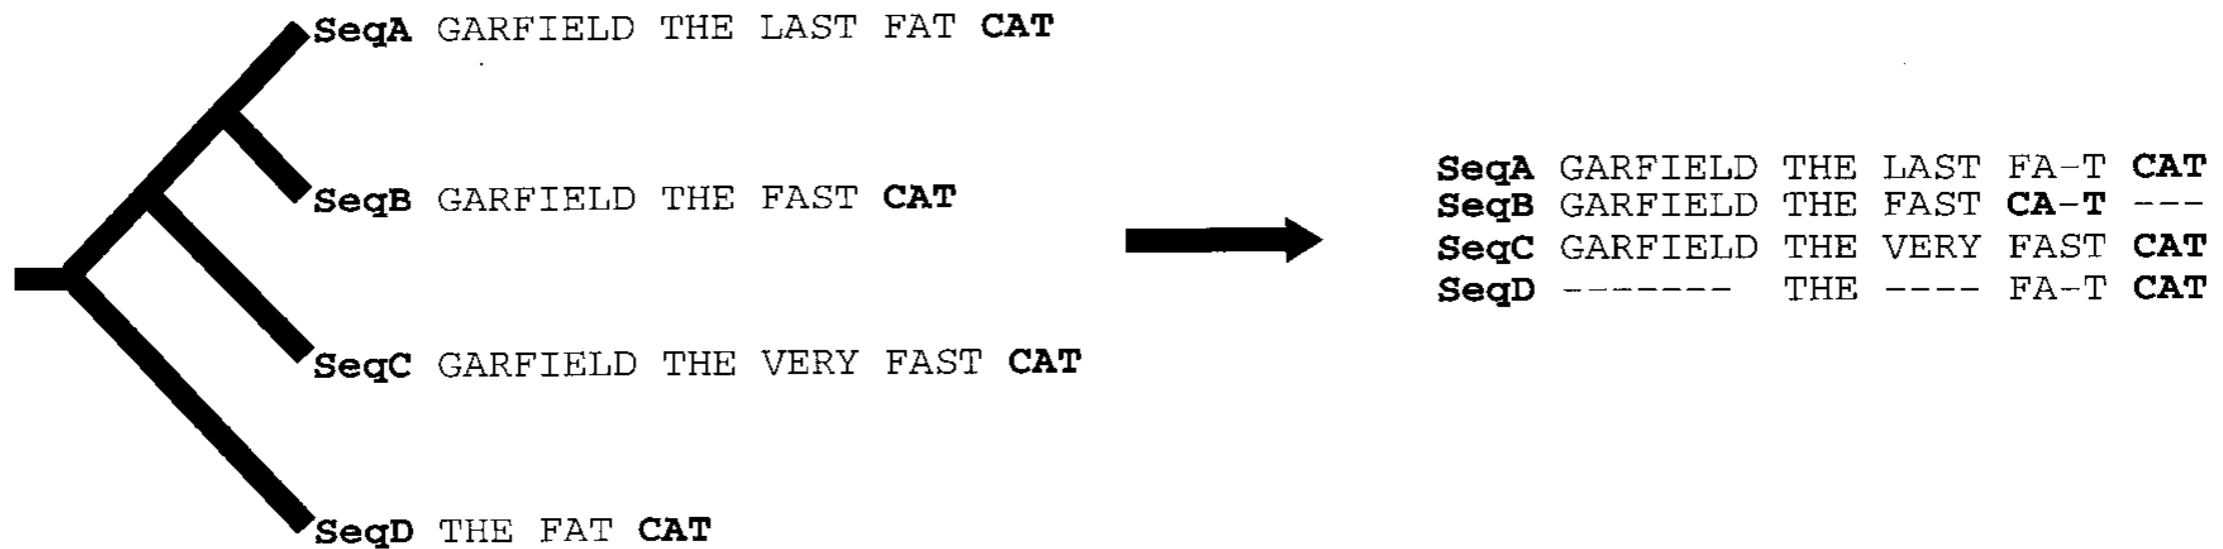 SeqA GARFIELD THE LAST FAT CAT
SeqB GARFIELD THE FAST CAT
SeqC GARFIELD THE VERY FAST CAT
SeqD THE FAT CAT
SeqA GARFIELD THE LAST FA-T CAT
SeqB GARFIELD THE FAST CA-T ---
SeqC GARFIELD THE VERY FAST CAT
SeqD ------- THE ---- FA-T CAT